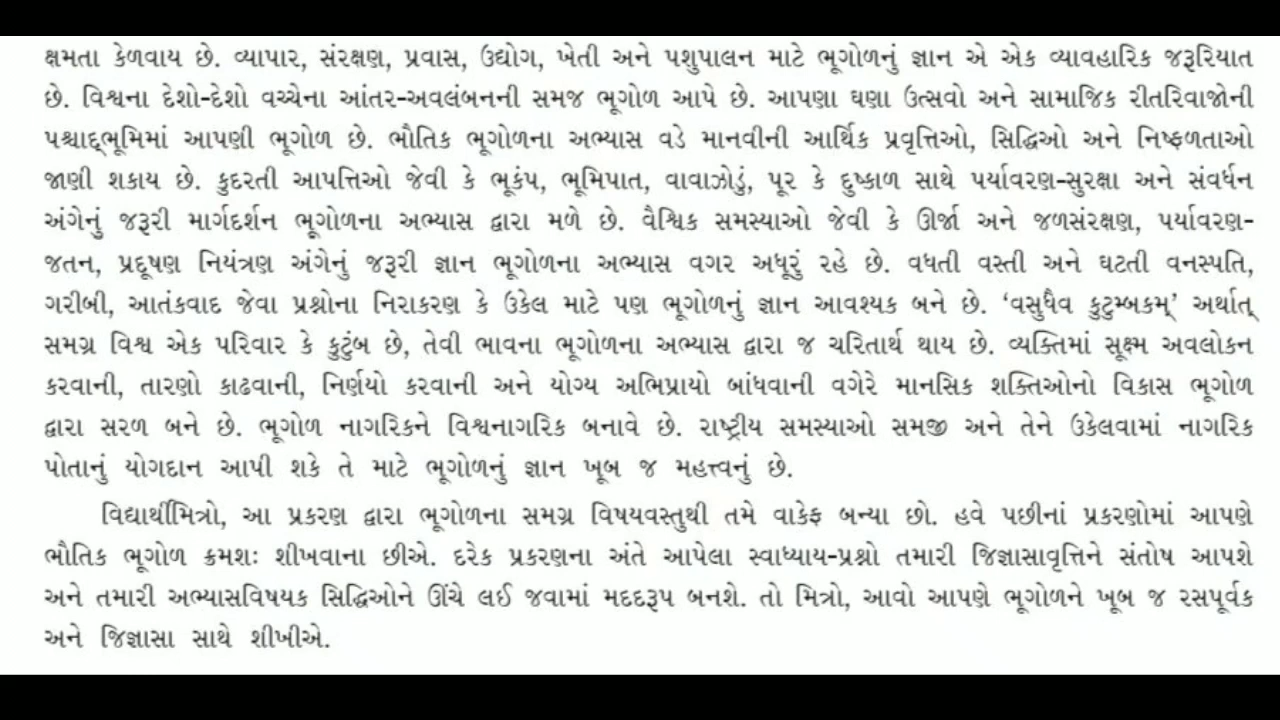 ક્ષમતા કેળવાય છે. વ્યાપાર, સંરક્ષણ, પ્રવાસ, ઉદ્યોગ, ખેતી અને પશુપાલન માટે ભૂગોળનું જ્ઞાન એ એક વ્યાવહારિક જરૂરિયાત
છે. વિશ્વના દેશો-દેશો વચ્ચેના આંતર-અવલંબનની સમજ ભૂગોળ આપે છે. આપણા ઘણા ઉત્સવો અને સામાજિક રીતરિવાજોની
પશ્ચાદ્ભૂમિમાં આપણી ભૂગોળ છે. ભૌતિક ભૂગોળના અભ્યાસ વડે માનવીની આર્થિક પ્રવૃત્તિઓ, સિદ્ધિઓ અને નિષ્ફળતાઓ
જાણી શકાય છે. કુદરતી આપત્તિઓ જેવી કે ભૂકંપ, ભૂમિપાત, વાવાઝોડું, પૂર કે દુષ્કાળ સાથે પર્યાવરણ-સુરક્ષા અને સંવર્ધન
અંગેનું જરૂરી માર્ગદર્શન ભૂગોળના અભ્યાસ દ્વારા મળે છે. વૈશ્વિક સમસ્યાઓ જેવી કે ઊર્જા અને જળસંરક્ષણ, પર્યાવરણ-
જતન, પ્રદૂષણ નિયંત્રણ અંગેનું જરૂરી જ્ઞાન ભૂગોળના અભ્યાસ વગર અધૂરું રહે છે. વધતી વસ્તી અને ઘટતી વનસ્પતિ,
ગરીબી, આતંકવાદ જેવા પ્રશ્નોના નિરાકરણ કે ઉકેલ માટે પણ ભૂગોળનું જ્ઞાન આવશ્યક બને છે. ‘વસુધૈવ કુટુમ્બકમ્’ અર્થાત્
સમગ્ર વિશ્વ એક પરિવાર કે કુટુંબ છે, તેવી ભાવના ભૂગોળના અભ્યાસ દ્વારા જ ચરિતાર્થ થાય છે. વ્યક્તિમાં સૂક્ષ્મ અવલોકન
કરવાની, તારણો કાઢવાની, નિર્ણયો કરવાની અને યોગ્ય અભિપ્રાયો બાંધવાની વગેરે માનસિક શક્તિઓનો વિકાસ ભૂગોળ
દ્વારા સરળ બને છે. ભૂગોળ નાગરિકને વિશ્વનાગરિક બનાવે છે. રાષ્ટ્રીય સમસ્યાઓ સમજી અને તેને ઉકેલવામાં નાગરિક
પોતાનું યોગદાન આપી શકે તે માટે ભૂગોળનું જ્ઞાન ખૂબ જ મહત્ત્વનું છે.
વિદ્યાર્થીમિત્રો, આ પ્રકરણ દ્વારા ભૂગોળના સમગ્ર વિષયવસ્તુથી તમે વાકેફ બન્યા છો. હવે પછીનાં પ્રકરણોમાં આપણે
ભૌતિક ભૂગોળ ક્રમશઃ શીખવાના છીએ. દરેક પ્રકરણના અંતે આપેલા સ્વાધ્યાય-પ્રશ્નો તમારી જિજ્ઞાસાવૃત્તિને સંતોષ આપશે
અને તમારી અભ્યાસવિષયક સિદ્ધિઓને ઊંચે લઈ જવામાં મદદરૂપ બનશે. તો મિત્રો, આવો આપણે ભૂગોળને ખૂબ જ રસપૂર્વક
અને જિજ્ઞાસા સાથે શીખીએ.